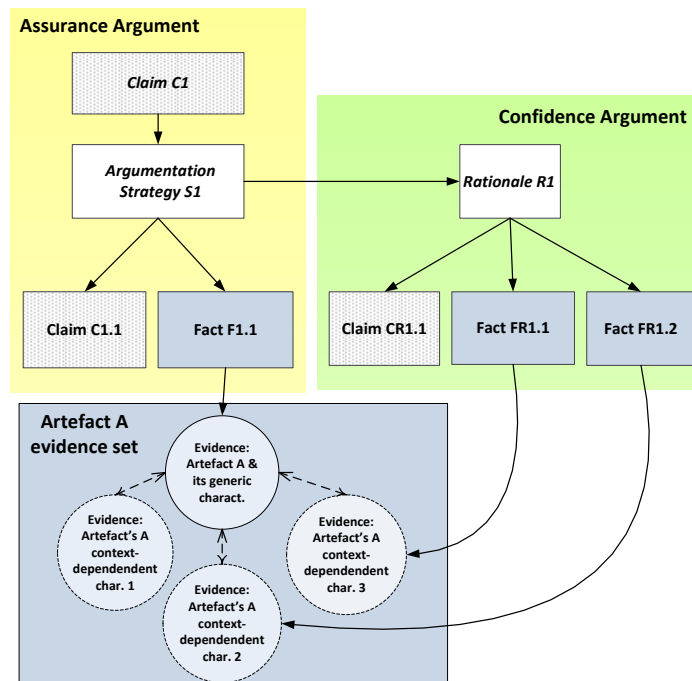 Assurance Argument
Claim C1
Confidence Argument
Argumentation
Strategy S1
Rationale R1
Claim C1.1
Fact F1.1
Claim CR1.1
Fact FR1.1
Fact FR1.2
Artefact A
evidence set
Evidence:
Artefact A &
its generic
charact.
Evidence:
Artefact's A
context-
dependent
char. 1
Evidence:
Artefact's A
context-
dependent
char. 2
Evidence:
Artefact's A
context-
dependent
char. 3